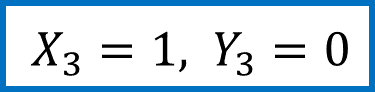 X₃ = 1, Y₃ = 0